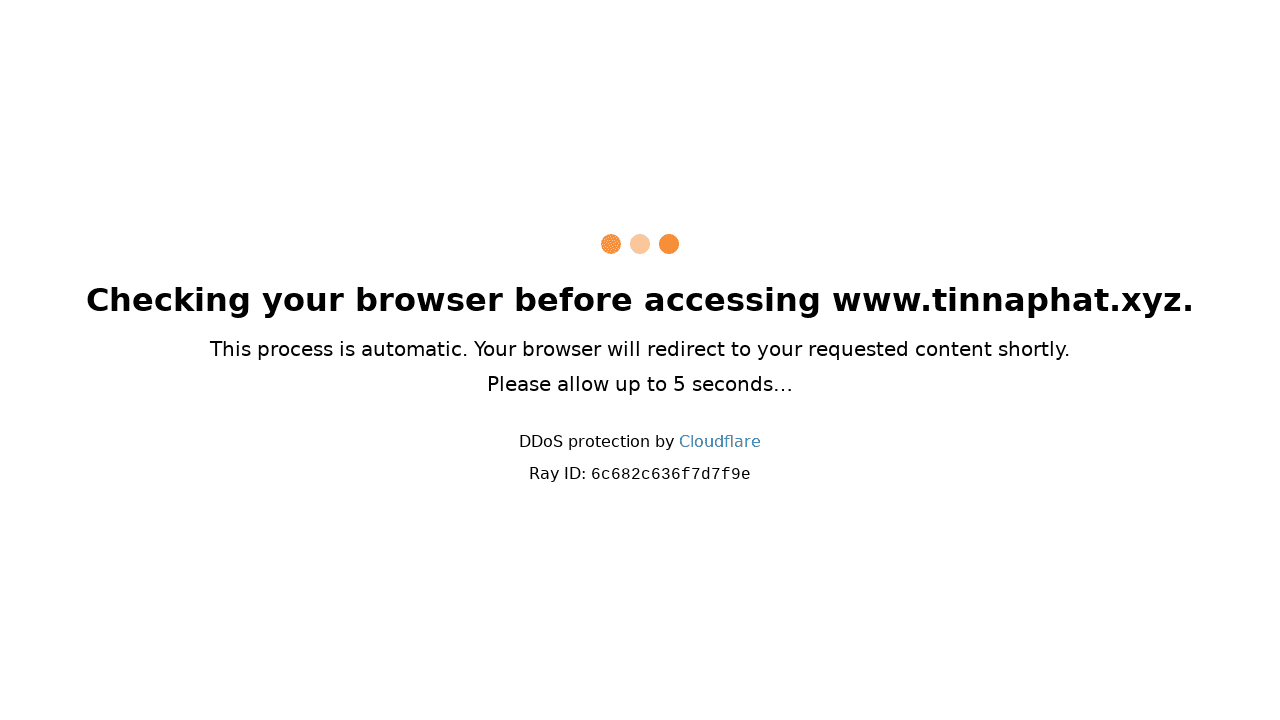 Checking your browser before accessing www.tinnaphat.xyz.
This process is automatic. Your browser will redirect to your requested content shortly.
Please allow up to 5 seconds…
DDoS protection by Cloudflare
Ray ID: 6c682c636f7d7f9e